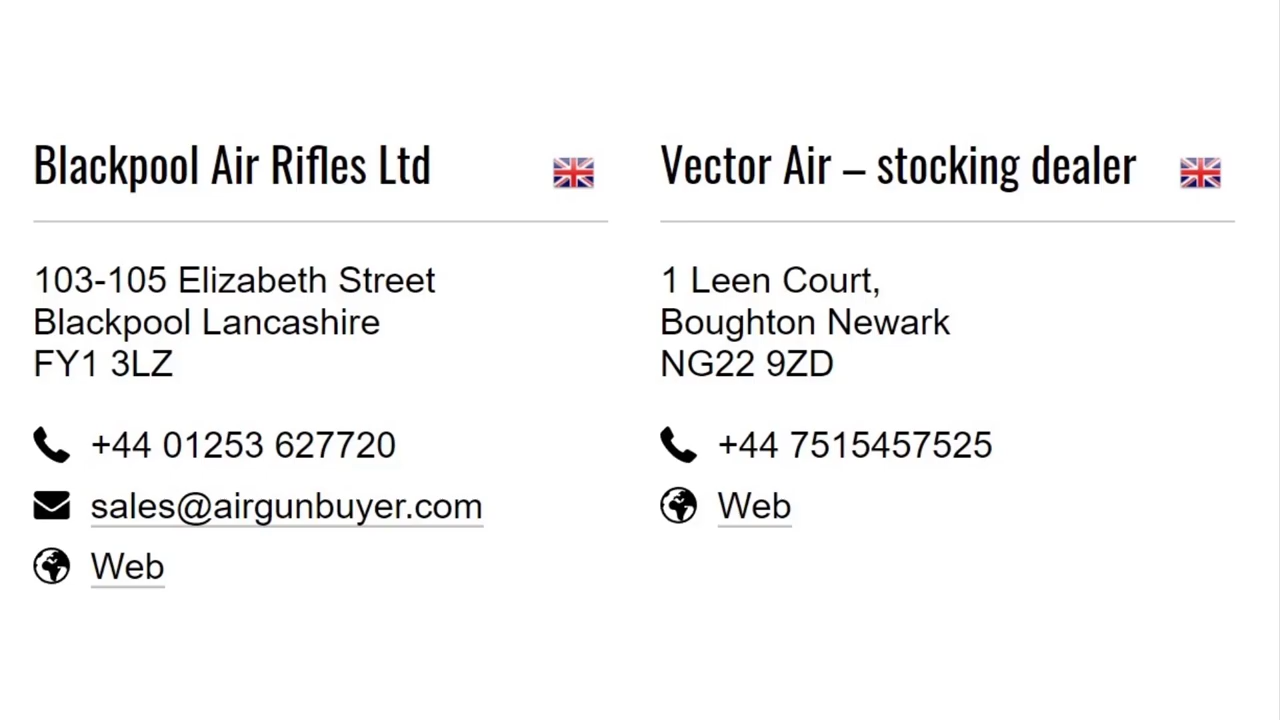 Blackpool Air Rifles Ltd
103-105 Elizabeth Street
Blackpool Lancashire
FY1 3LZ
+44 01253 627720
sales@airgunbuyer.com
Web
Vector Air – stocking dealer
1 Leen Court,
Boughton Newark
NG22 9ZD
+44 7515457525
Web